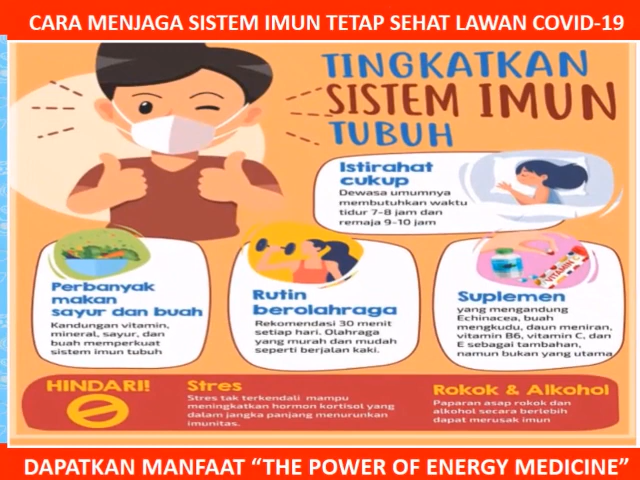 CARA MENJAGA SISTEM IMUN TETAP SEHAT LAWAN COVID-19
TINGKATKAN
SISTEM IMUN
TUBUH
Istirahat
cukup
Dewasa umumnya
membutuhkan waktu
tidur 7-8 jam dan
remaja 9-10 jam
Perbanyak
makan
sayur dan buah
Kandungan vitamin,
mineral, sayur, dan
buah memperkuat
sistem imun tubuh
Rutin
berolahraga
Rekomendasi 30 menit
setiap hari. Olahraga
yang murah dan mudah
seperti berjalan kaki.
VITAMIN C
Suplemen
yang mengandung
Echinacea, buah
mengkudu, daun meniran,
vitamin B6, vitamin C, dan
E sebagai tambahan,
namun bukan yang utama
HINDARI!
Stres
Stres tak terkendali mampu
meningkatkan hormon kortisol yang
dalam jangka panjang menurunkan
imunitas.
Rokok & Alkohol
Paparan asap rokok dan
alkohol secara berlebih
dapat merusak imun
DAPATKAN MANFAAT “THE POWER OF ENERGY MEDICINE”